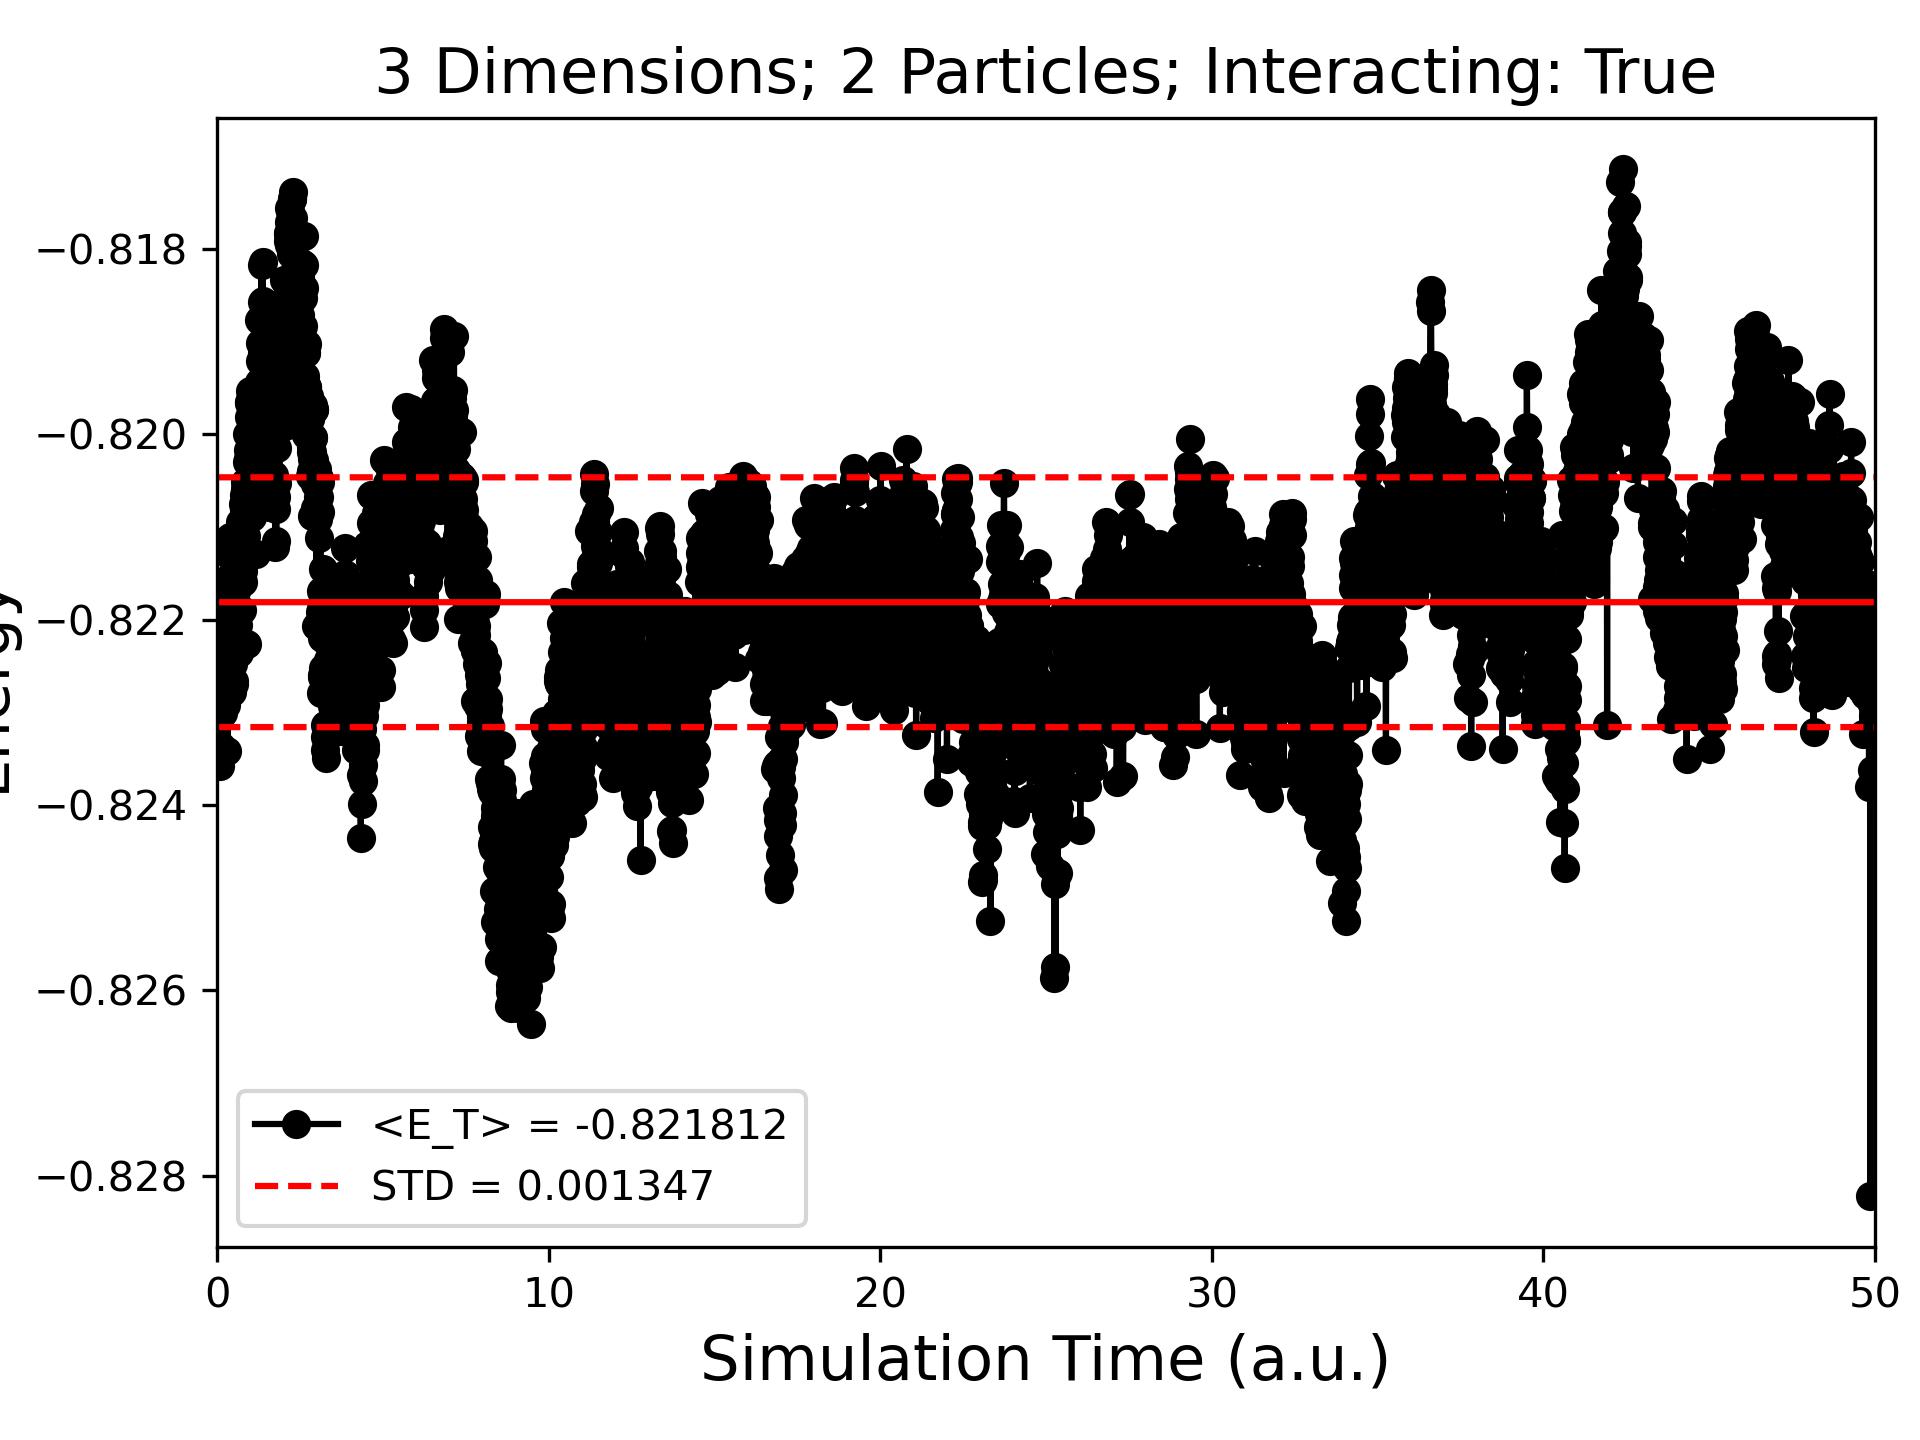 3 Dimensions; 2 Particles; Interacting: True
Energy
−0.818
−0.820
−0.822
−0.824
−0.826
−0.828
<E_T> = -0.821812
STD = 0.001347
0 10 20 30 40 50
Simulation Time (a.u.)